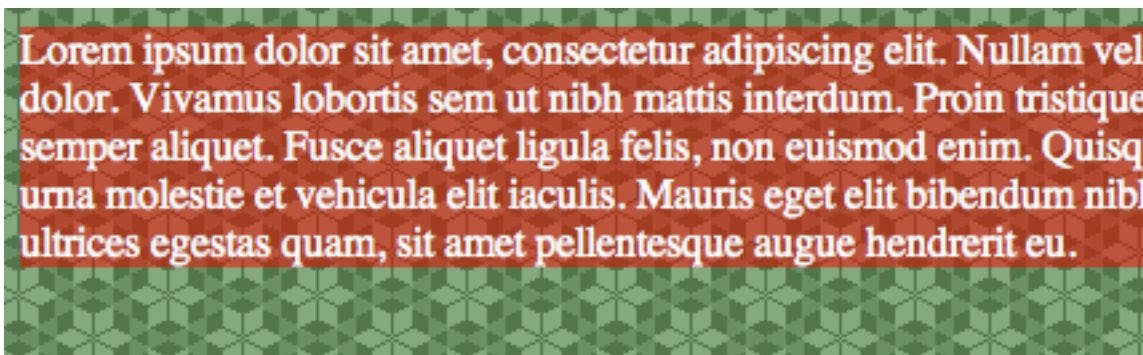 Lorem ipsum dolor sit amet, consectetur adipiscing elit. Nullam vel
dolor. Vivamus lobortis sem ut nibh mattis interdum. Proin tristique
semper aliquet. Fusce aliquet ligula felis, non euismod enim. Quisq
urna molestie et vehicula elit iaculis. Mauris eget elit bibendum nibh
ultrices egestas quam, sit amet pellentesque augue hendrerit eu.